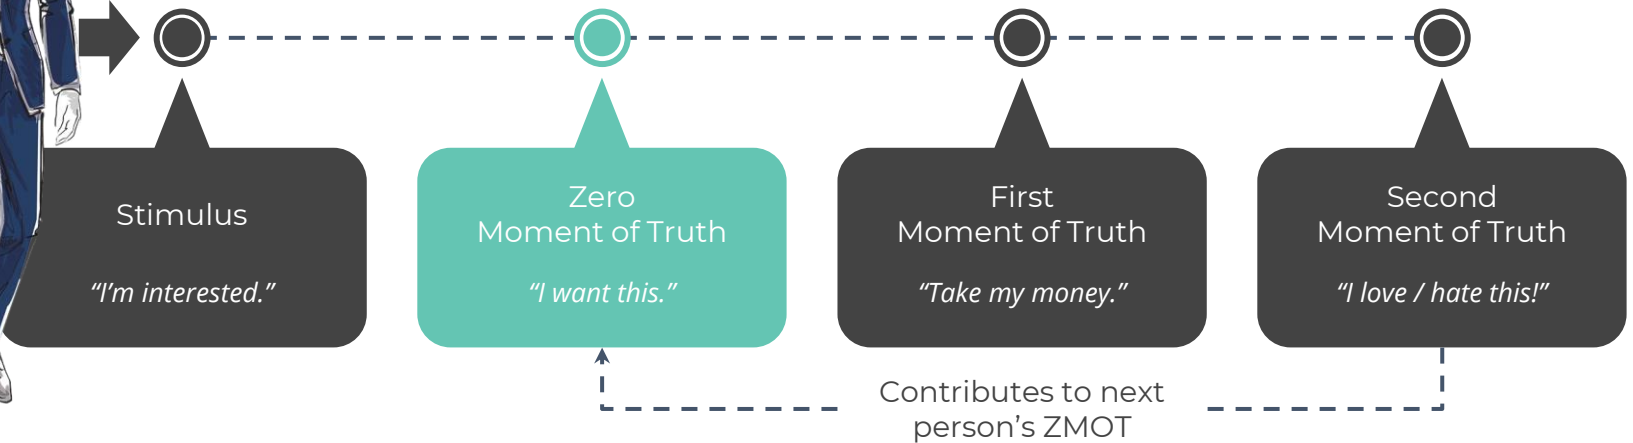 Stimulus
“I’m interested.”
Zero
Moment of Truth
“I want this.”
First
Moment of Truth
“Take my money.”
Second
Moment of Truth
“I love / hate this!”
Contributes to next
person’s ZMOT